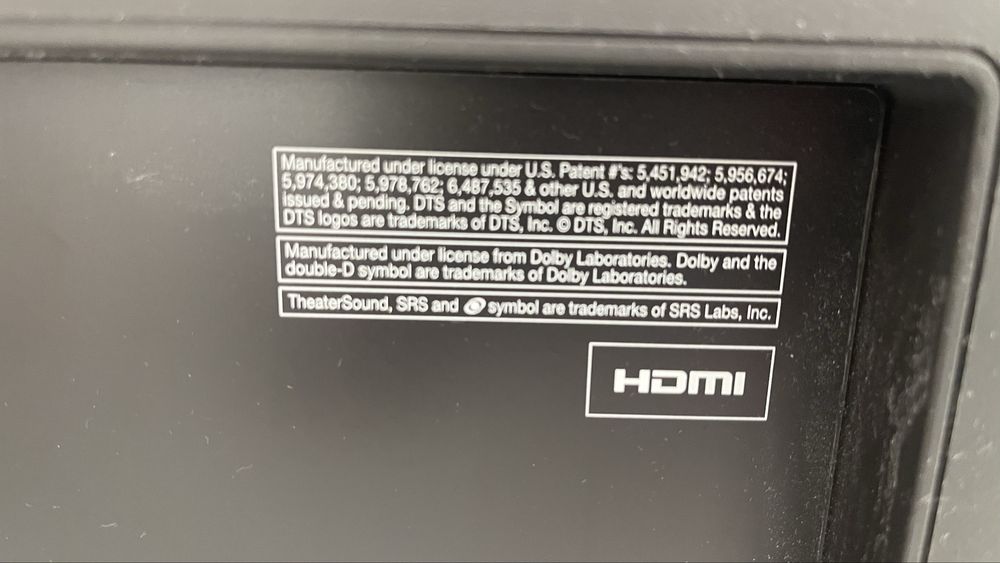 Manufactured under license under U.S. Patent #'s: 5,451,942; 5,956,674;
5,974,380; 5,978,762; 6,487,535 & other U.S. and worldwide patents
issued & pending. DTS and the Symbol are registered trademarks & the
DTS logos are trademarks of DTS, Inc. © DTS, Inc. All Rights Reserved.
Manufactured under license from Dolby Laboratories. Dolby and the
double-D symbol are trademarks of Dolby Laboratories.
TheaterSound, SRS and symbol are trademarks of SRS Labs, Inc.
HDMI